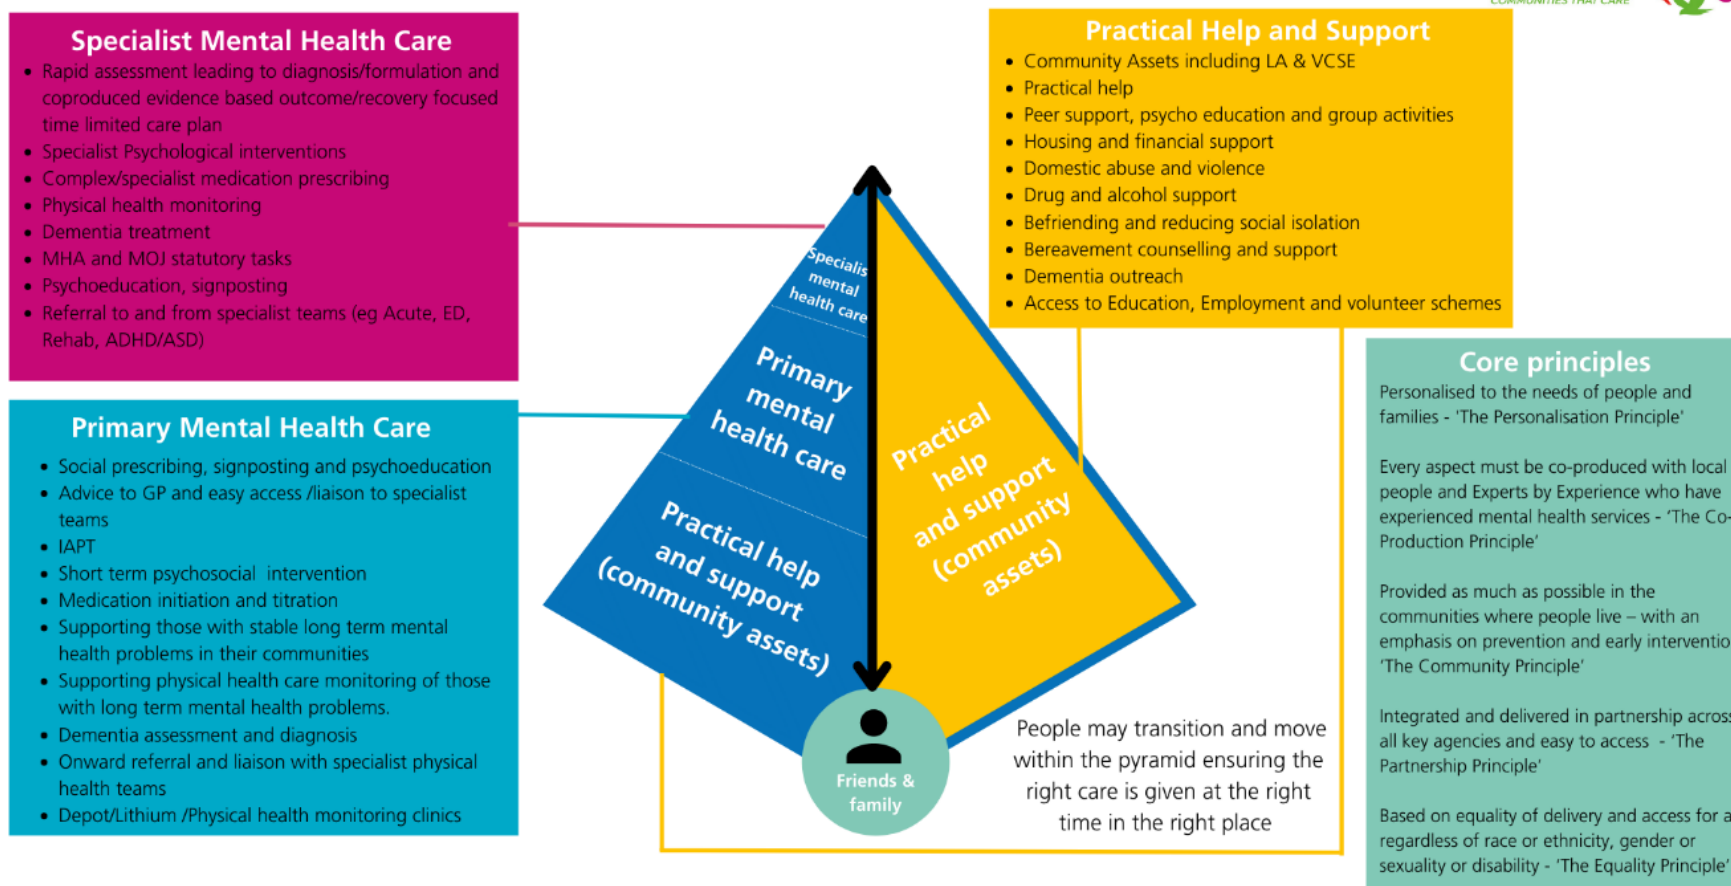 COMMUNITIES THAT CARE
Specialist Mental Health Care
• Rapid assessment leading to diagnosis/formulation and
coproduced evidence based outcome/recovery focused
time limited care plan
• Specialist Psychological interventions
• Complex/specialist medication prescribing
• Physical health monitoring
• Dementia treatment
• MHA and MOJ statutory tasks
• Psychoeducation, signposting
• Referral to and from specialist teams (eg Acute, ED,
Rehab, ADHD/ASD)
Primary Mental Health Care
• Social prescribing, signposting and psychoeducation
• Advice to GP and easy access /liaison to specialist
teams
• IAPT
• Short term psychosocial intervention
• Medication initiation and titration
• Supporting those with stable long term mental
health problems in their communities
• Supporting physical health care monitoring of those
with long term mental health problems.
• Dementia assessment and diagnosis
• Onward referral and liaison with specialist physical
health teams
• Depot/Lithium /Physical health monitoring clinics
Specialis
mental
health care
Primary
mental
health care
Practical help
and support
(community assets)
Practical
help
and support
(community
assets)
Friends &
family
Practical Help and Support
• Community Assets including LA & VCSE
• Practical help
• Peer support, psycho education and group activities
• Housing and financial support
• Domestic abuse and violence
• Drug and alcohol support
• Befriending and reducing social isolation
• Bereavement counselling and support
• Dementia outreach
• Access to Education, Employment and volunteer schemes
People may transition and move
within the pyramid ensuring the
right care is given at the right
time in the right place
Core principles
Personalised to the needs of people and
families - 'The Personalisation Principle'
Every aspect must be co-produced with local
people and Experts by Experience who have
experienced mental health services - 'The Co-
Production Principle'
Provided as much as possible in the
communities where people live – with an
emphasis on prevention and early interventio
'The Community Principle'
Integrated and delivered in partnership across
all key agencies and easy to access - 'The
Partnership Principle'
Based on equality of delivery and access for a
regardless of race or ethnicity, gender or
sexuality or disability - 'The Equality Principle'